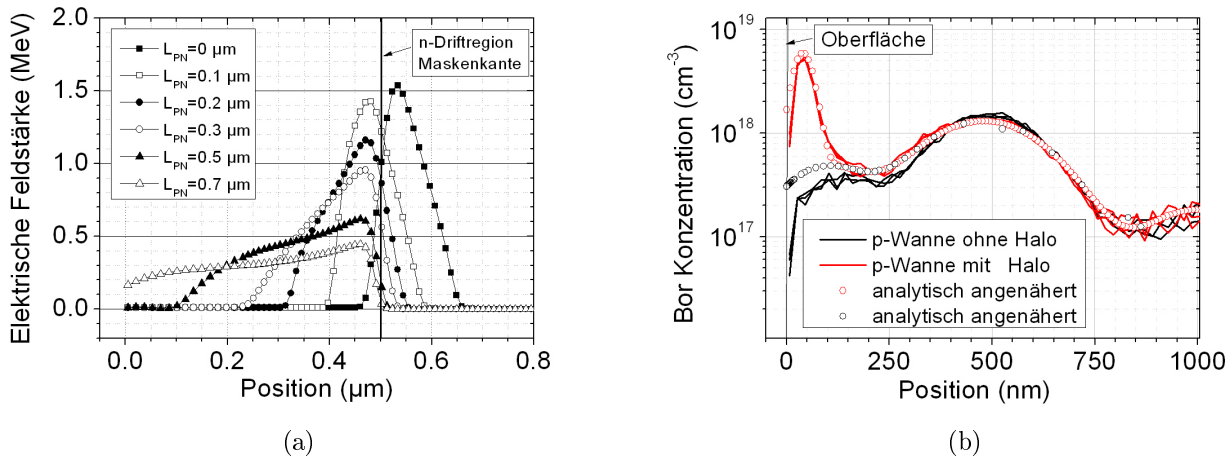 2.0
1.5
1.0
0.5
0.0
Elektrische Feldstärke (MeV)
L_PN=0 µm
L_PN=0.1 µm
L_PN=0.2 µm
L_PN=0.3 µm
L_PN=0.5 µm
L_PN=0.7 µm
n-Driftregion
Maskenkante
0.0 0.2 0.4 0.6 0.8
Position (µm)
(a)
10^19
10^18
10^17
Bor Konzentration (cm^-3)
Oberfläche
p-Wanne ohne Halo
p-Wanne mit Halo
analytisch angenähert
analytisch angenähert
0 250 500 750 1000
Position (nm)
(b)